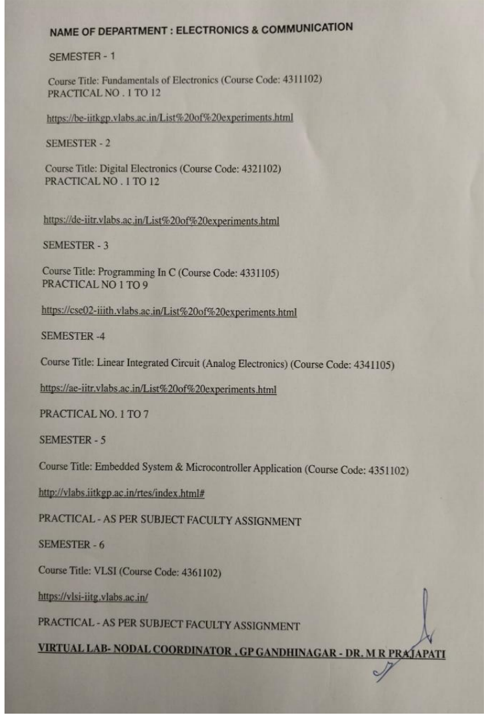 NAME OF DEPARTMENT : ELECTRONICS & COMMUNICATION
SEMESTER - 1
Course Title: Fundamentals of Electronics (Course Code: 4311102)
PRACTICAL NO . 1 TO 12
https://be-iitkgp.vlabs.ac.in/List%20of%20experiments.html
SEMESTER - 2
Course Title: Digital Electronics (Course Code: 4321102)
PRACTICAL NO . 1 TO 12
https://de-iitr.vlabs.ac.in/List%20of%20experiments.html
SEMESTER - 3
Course Title: Programming In C (Course Code: 4331105)
PRACTICAL NO 1 TO 9
https://cse02-iiith.vlabs.ac.in/List%20of%20experiments.html
SEMESTER -4
Course Title: Linear Integrated Circuit (Analog Electronics) (Course Code: 4341105)
https://ae-iitr.vlabs.ac.in/List%20of%20experiments.html
PRACTICAL NO. 1 TO 7
SEMESTER - 5
Course Title: Embedded System & Microcontroller Application (Course Code: 4351102)
http://vlabs.iitkgp.ac.in/rtes/index.html#
PRACTICAL - AS PER SUBJECT FACULTY ASSIGNMENT
SEMESTER - 6
Course Title: VLSI (Course Code: 4361102)
https://vlsi-iitg.vlabs.ac.in/
PRACTICAL - AS PER SUBJECT FACULTY ASSIGNMENT
VIRTUAL LAB- NODAL COORDINATOR , GP GANDHINAGAR - DR. M R PRAJAPATI